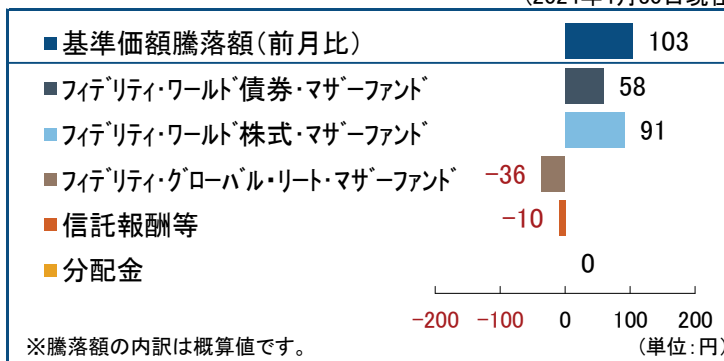 ■基準価額騰落額(前月比) 103
■フィデリティ・ワールド債券・マザーファンド 58
■フィデリティ・ワールド株式・マザーファンド 91
■フィデリティ・グローバル・リート・マザーファンド -36
■信託報酬等 -10
■分配金 0
-200 -100 0 100 200
※騰落額の内訳は概算値です。 (単位:円)